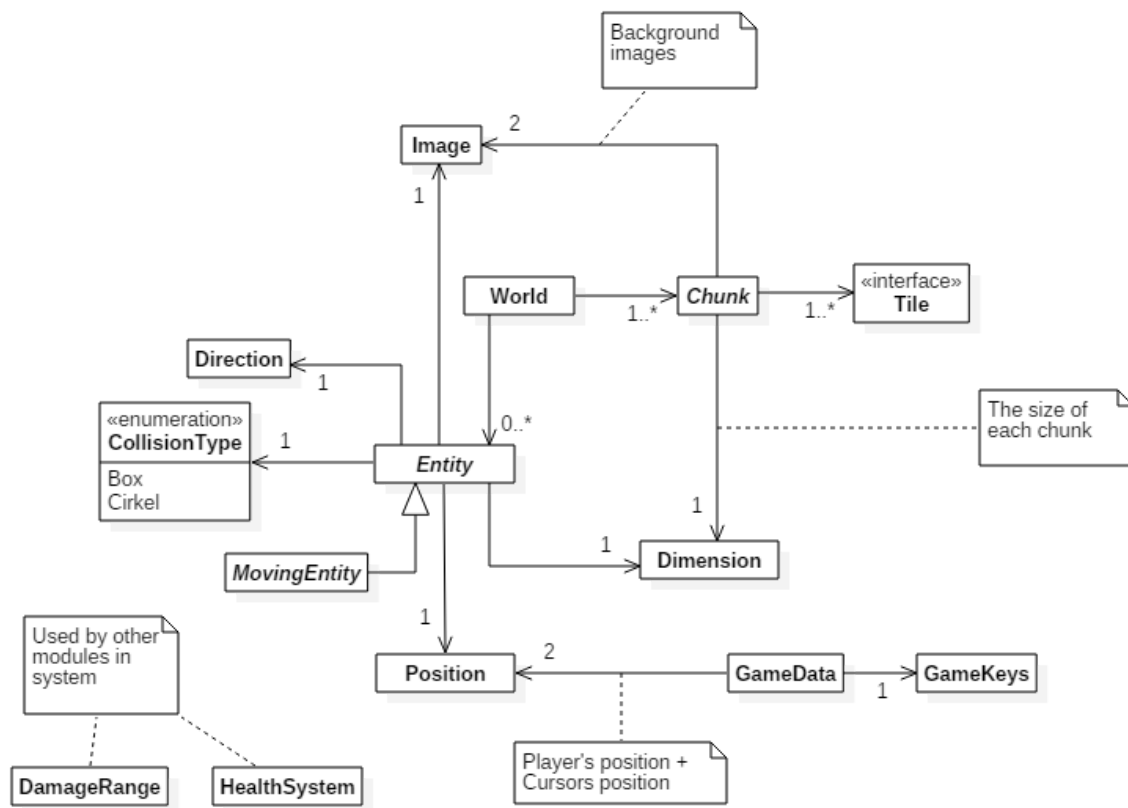 Background
images
2
Image
1
World
1..*
Chunk
1..*
«interface»
Tile
Direction
1
«enumeration»
CollisionType
Box
Cirkel
1
0..*
Entity
The size of
each chunk
MovingEntity
1
1
Dimension
Used by other
modules in
system
1
Position
2
GameData
1
GameKeys
Player's position +
Cursors position
DamageRange
HealthSystem